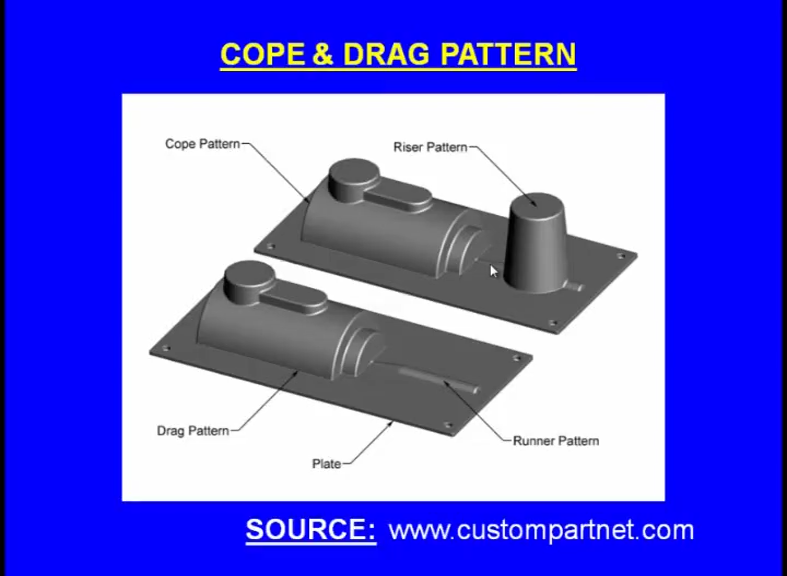 COPE & DRAG PATTERN
Cope Pattern
Riser Pattern
Drag Pattern
Runner Pattern
Plate
SOURCE: www.custompartnet.com